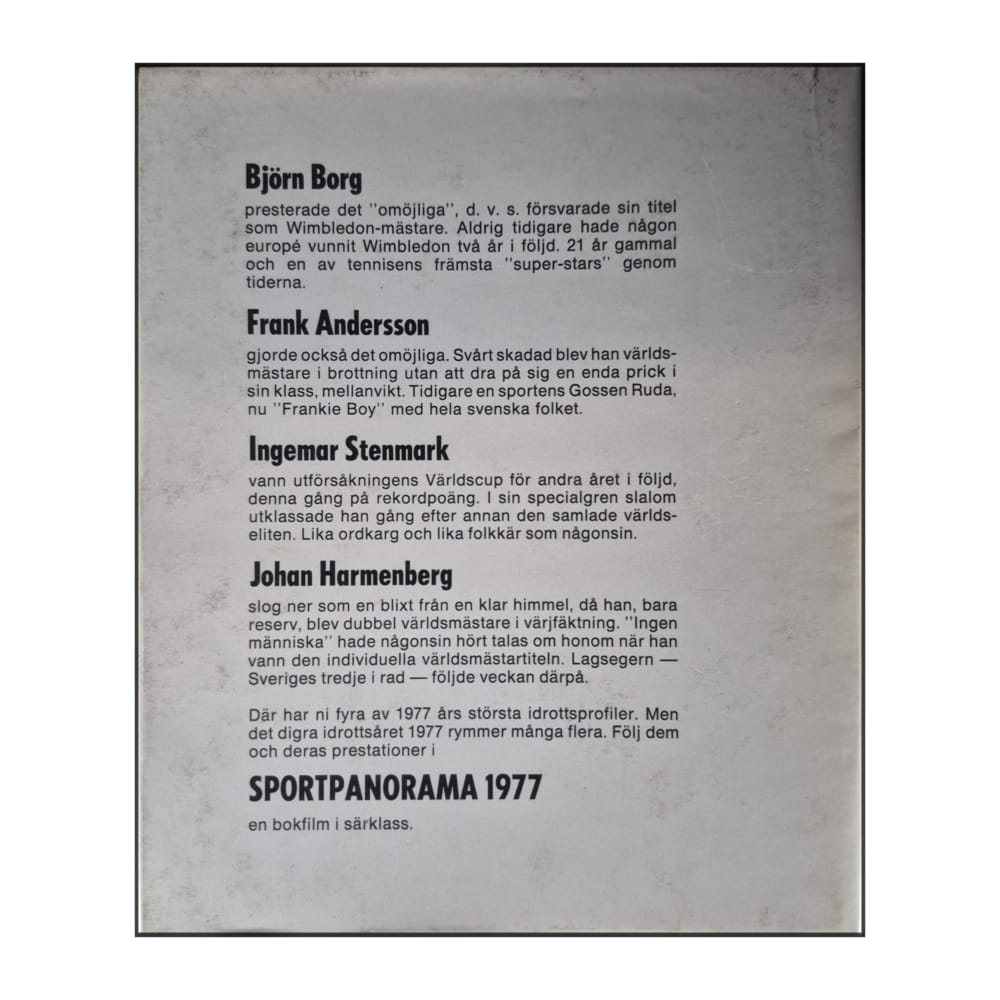 Björn Borg
presterade det "omöjliga", d. v. s. försvarade sin titel
som Wimbledon-mästare. Aldrig tidigare hade någon
europé vunnit Wimbledon två år i följd. 21 år gammal
och en av tennisens främsta "super-stars" genom
tiderna.
Frank Andersson
gjorde också det omöjliga. Svårt skadad blev han världs-
mästare i brottning utan att dra på sig en enda prick i
sin klass, mellanvikt. Tidigare en sportens Gossen Ruda,
nu "Frankie Boy" med hela svenska folket.
Ingemar Stenmark
vann utförsåkningens Världscup för andra året i följd,
denna gång på rekordpoäng. I sin specialgren slalom
utklassade han gång efter annan den samlade världs-
eliten. Lika ordkarg och lika folkkär som någonsin.
Johan Harmenberg
slog ner som en blixt från en klar himmel, då han, bara
reserv, blev dubbel världsmästare i värjfäktning. "Ingen
människa" hade någonsin hört talas om honom när han
vann den individuella världsmästartiteln. Lagsegern —
Sveriges tredje i rad — följde veckan därpå.
Där har ni fyra av 1977 års största idrottsprofiler. Men
det digra idrottsåret 1977 rymmer många flera. Följ dem
och deras prestationer i
SPORTPANORAMA 1977
en bokfilm i särklass.